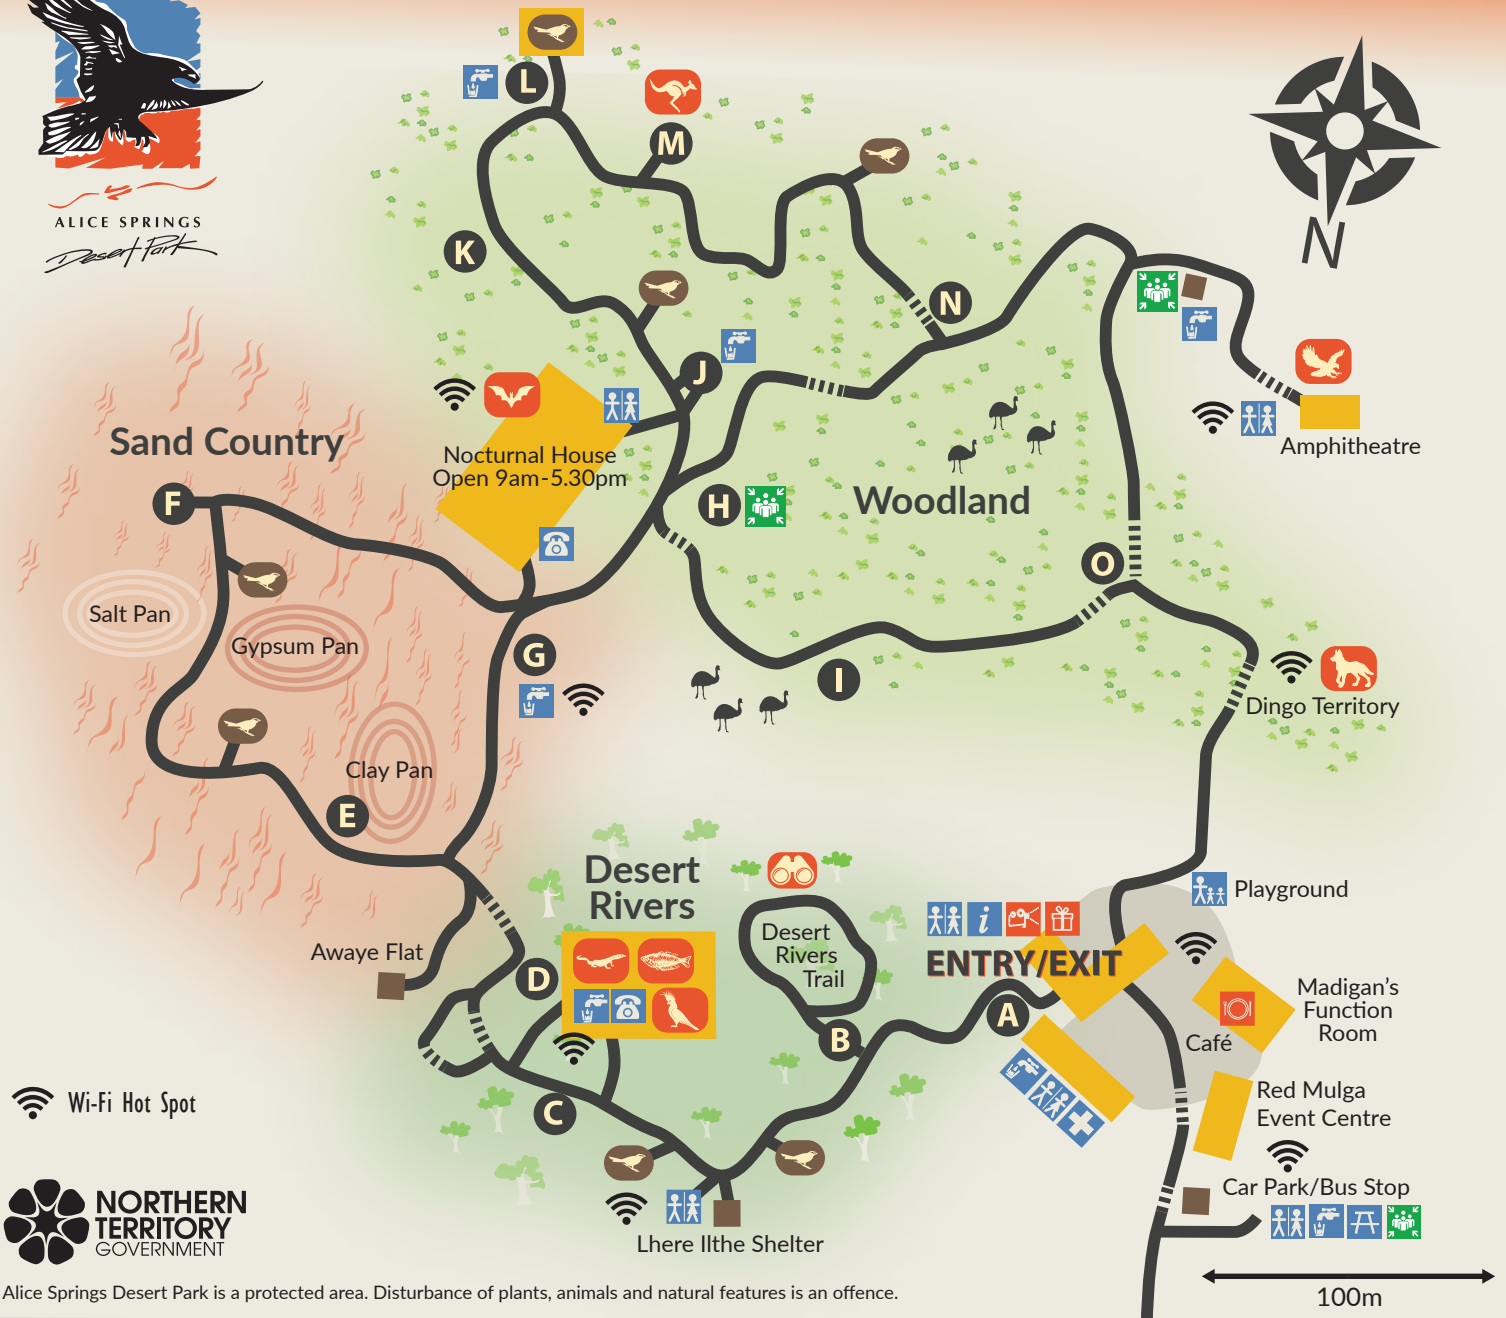 ALICE SPRINGS
Desert Park
L
M
K
N
N
J
Sand Country
Nocturnal House
Open 9am-5.30pm
Amphitheatre
F
H
Woodland
O
Salt Pan
Gypsum Pan
G
I
Dingo Territory
Clay Pan
E
Desert
Rivers
Playground
Awaye Flat
Desert
Rivers
Trail
i
ENTRY/EXIT
D
A
B
Madigan's
Function
Room
Café
Wi-Fi Hot Spot
C
Red Mulga
Event Centre
Car Park/Bus Stop
NORTHERN
TERRITORY
GOVERNMENT
Lhere Ilthe Shelter
Alice Springs Desert Park is a protected area. Disturbance of plants, animals and natural features is an offence.
100m